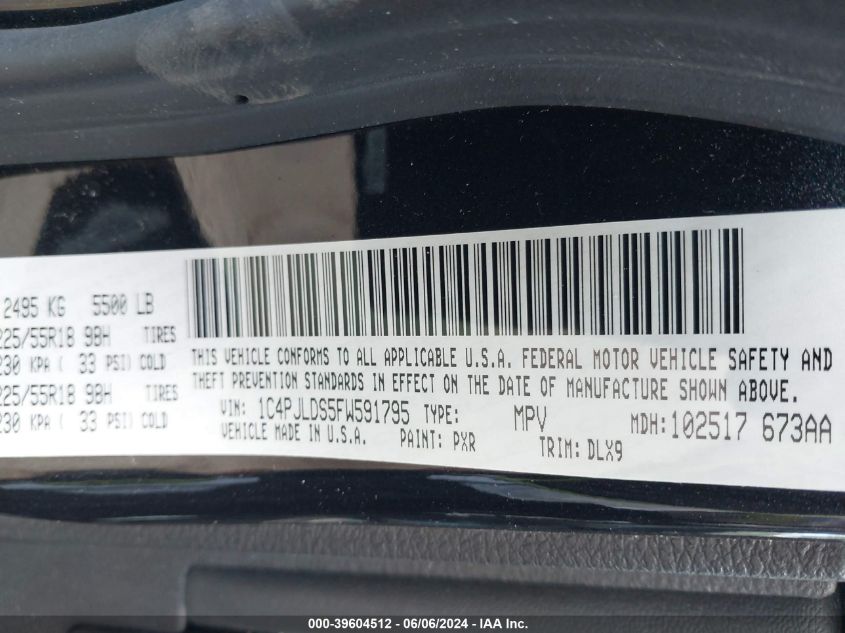 2495 KG 5500 LB
225/55R18 98H TIRES
230 KPA ( 33 PSI) COLD
225/55R18 98H TIRES
230 KPA ( 33 PSI) COLD
THIS VEHICLE CONFORMS TO ALL APPLICABLE U.S.A. FEDERAL MOTOR VEHICLE SAFETY AND
THEFT PREVENTION STANDARDS IN EFFECT ON THE DATE OF MANUFACTURE SHOWN ABOVE.
VIN: 1C4PJLDS5FW591795 TYPE: MPV MDH:102517 673AA
VEHICLE MADE IN U.S.A. PAINT: PXR TRIM: DLX9
000-39604512 - 06/06/2024 - IAA Inc.